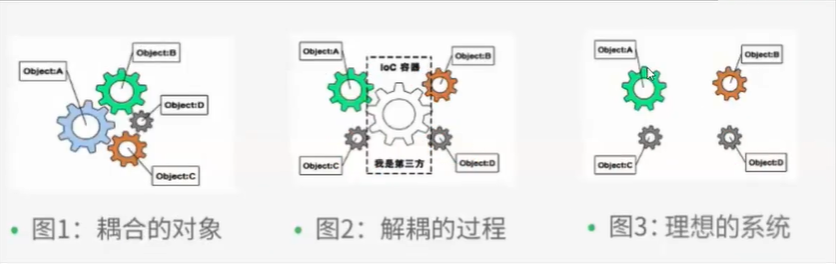 Object:A
Object:B
Object:D
Object:C
Object:A
IoC 容器
Object:B
Object:C
我是第三方
Object:D
Object:A
Object:B
Object:C
Object:D
• 图1：耦合的对象
• 图2：解耦的过程
• 图3：理想的系统